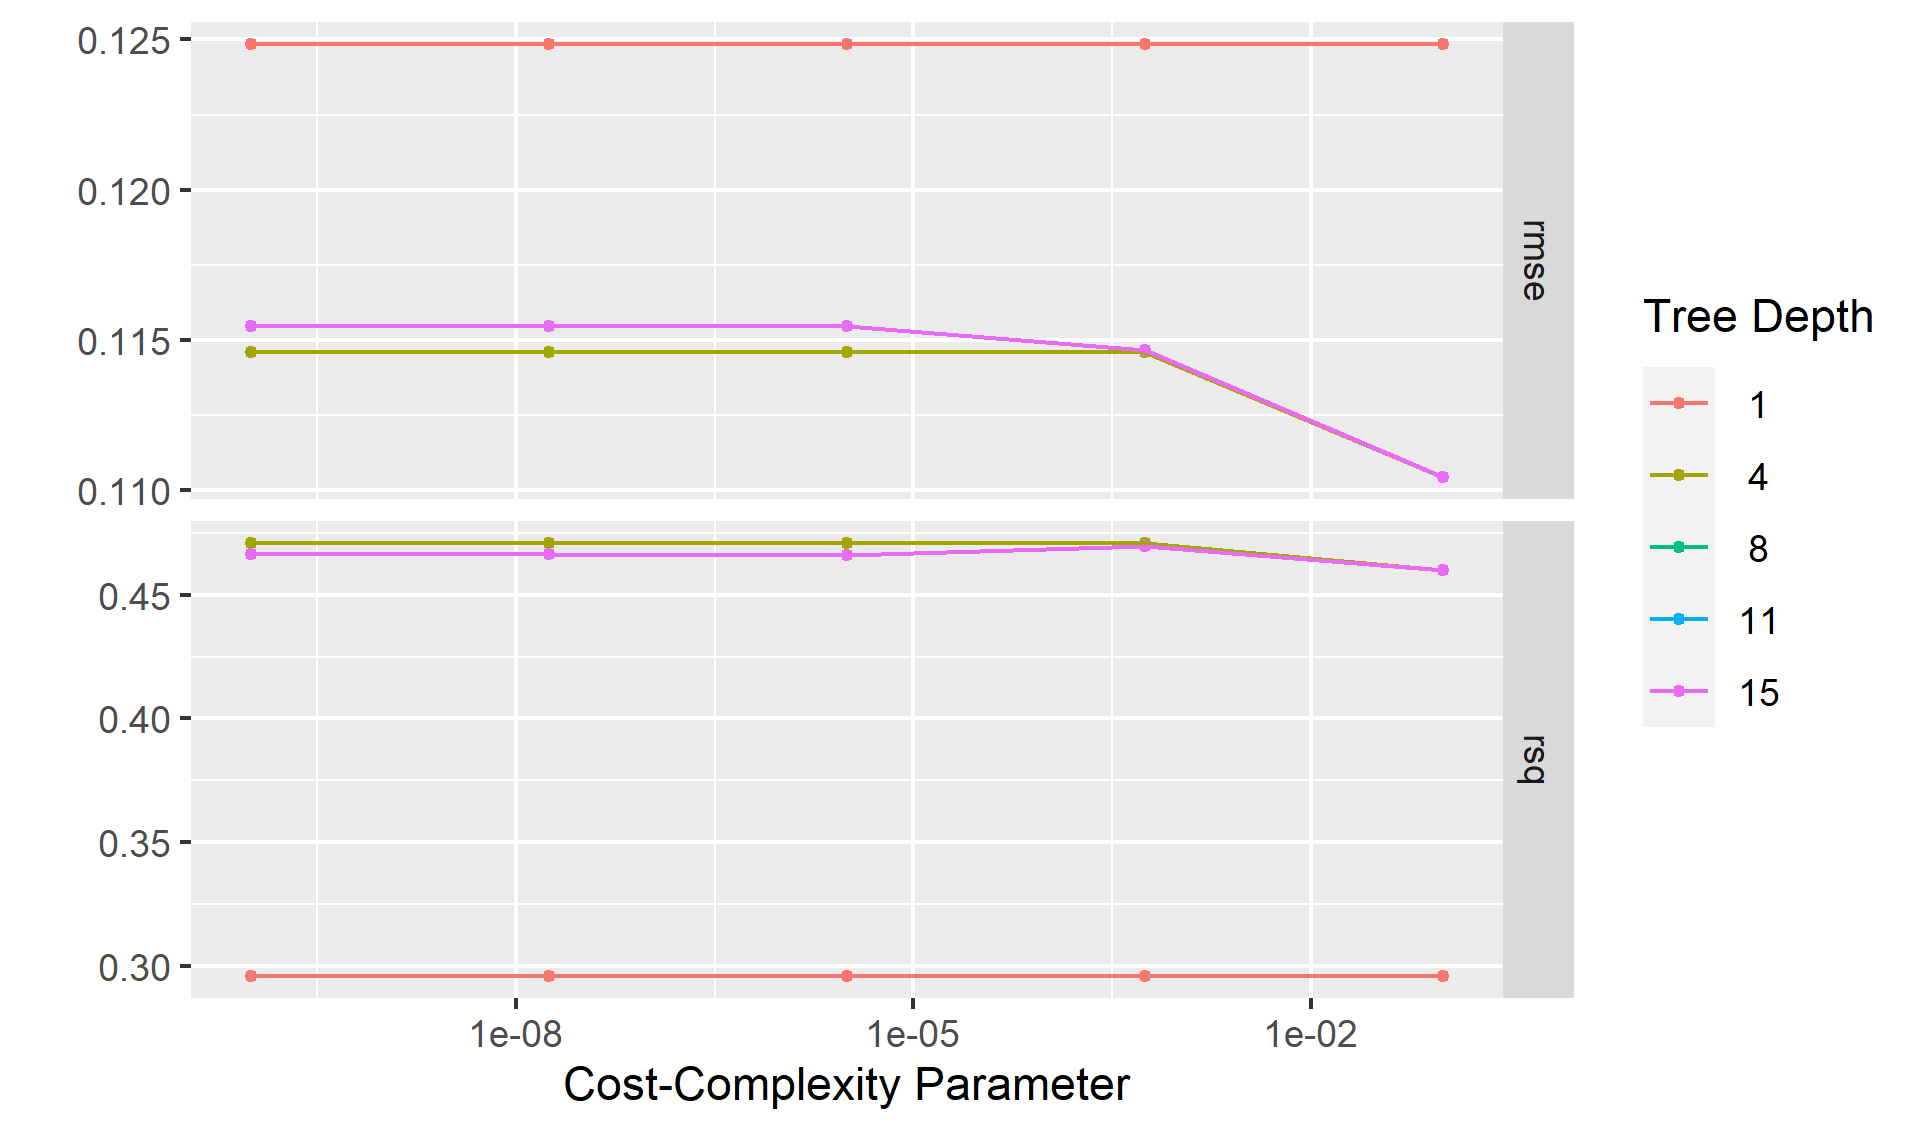 0.125
0.120
0.115
0.110
rmse
0.45
0.40
0.35
0.30
rsq
1e-08
1e-05
1e-02
Cost-Complexity Parameter
Tree Depth
1
4
8
11
15